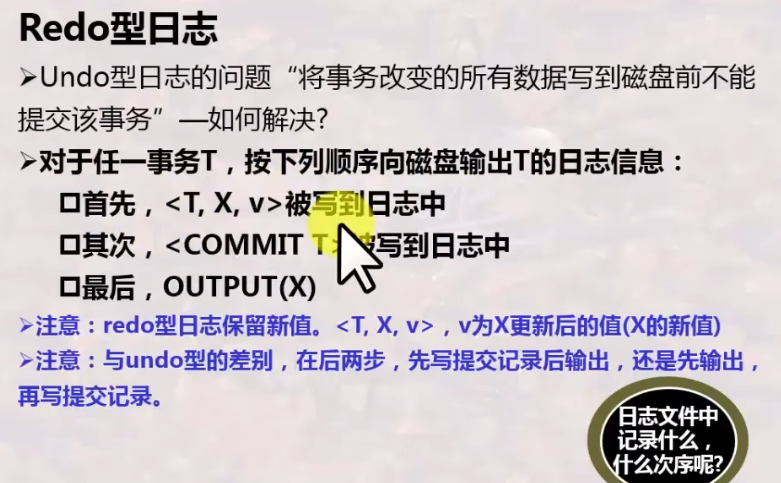 Redo型日志
➢Undo型日志的问题“将事务改变的所有数据写到磁盘前不能
提交该事务”—如何解决?
➢对于任一事务T，按下列顺序向磁盘输出T的日志信息：
□首先，<T, X, v>被写到日志中
□其次，<COMMIT T>被写到日志中
□最后，OUTPUT(X)
➢注意：redo型日志保留新值。<T, X, v>，v为X更新后的值(X的新值)
➢注意：与undo型的差别，在后两步，先写提交记录后输出，还是先输出，
再写提交记录。
日志文件中
记录什么，
什么次序呢?